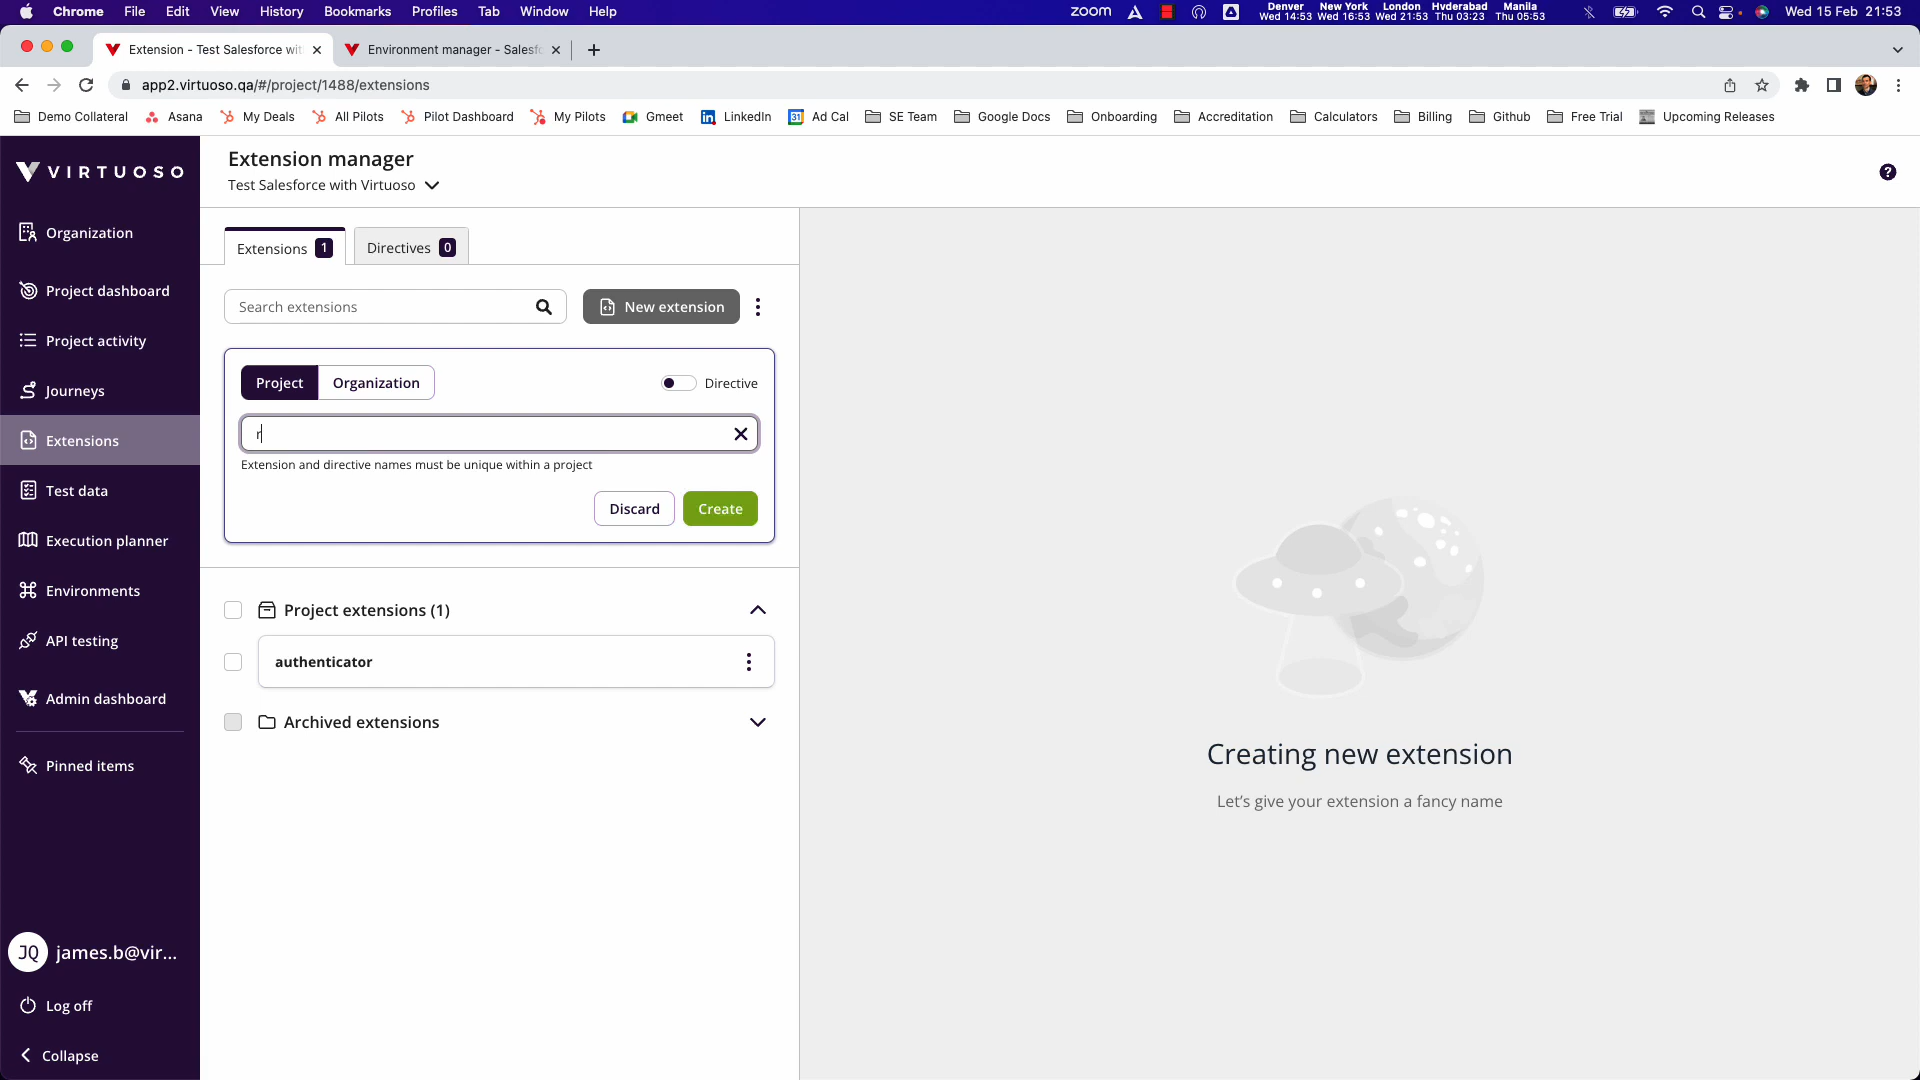 Chrome File Edit View History Bookmarks Profiles Tab Window Help zoom Denver New York London Hyderabad Manila Wed 15 Feb 21:53
Wed 14:53 Wed 16:53 Wed 21:53 Thu 03:23 Thu 05:53
Extension - Test Salesforce wit Environment manager - Salesfo
app2.virtuoso.qa/#/project/1488/extensions
Demo Collateral Asana My Deals All Pilots Pilot Dashboard My Pilots Gmeet LinkedIn Ad Cal SE Team Google Docs Onboarding Accreditation Calculators Billing Github Free Trial Upcoming Releases
VIRTUOSO
Organization
Project dashboard
Project activity
Journeys
Extensions
Test data
Execution planner
Environments
API testing
Admin dashboard
Pinned items
JQ james.b@vir...
Log off
Collapse
Extension manager
Test Salesforce with Virtuoso
?
Extensions 1 Directives 0
Search extensions New extension
Project Organization Directive
r
Extension and directive names must be unique within a project
Discard Create
Project extensions (1)
authenticator
Archived extensions
Creating new extension
Let's give your extension a fancy name